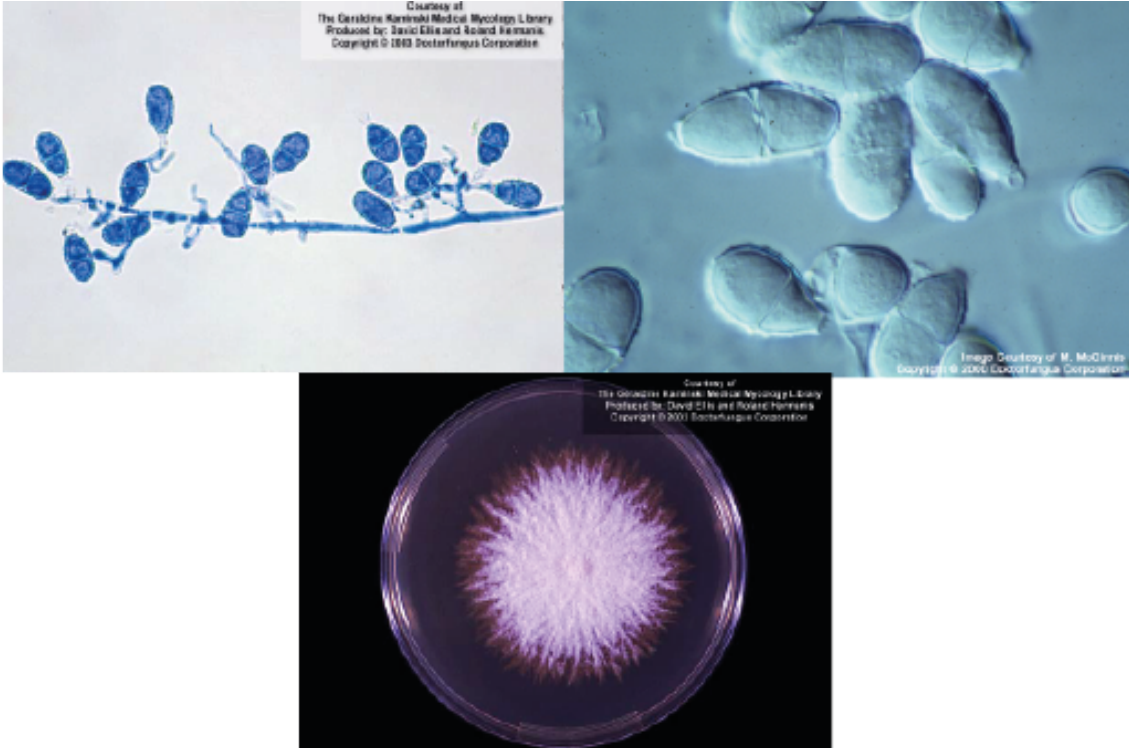 Courtesy of
The Geraldine Kaminski Medical Mycology Library
Produced by: David Ellis and Roland Hermanis
Copyright © 2003 Doctorfungus Corporation
Image Courtesy of M. McGinnis
Copyright © 2000 Doctorfungus Corporation
Courtesy of
The Geraldine Kaminski Medical Mycology Library
Produced by: David Ellis and Roland Hermanis
Copyright © 2003 Doctorfungus Corporation